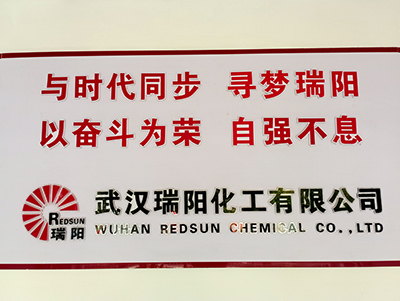 与时代同步 寻梦瑞阳
以奋斗为荣 自强不息
REDSUN
瑞阳
武汉瑞阳化工有限公司
WUHAN REDSUN CHEMICAL CO.,LTD